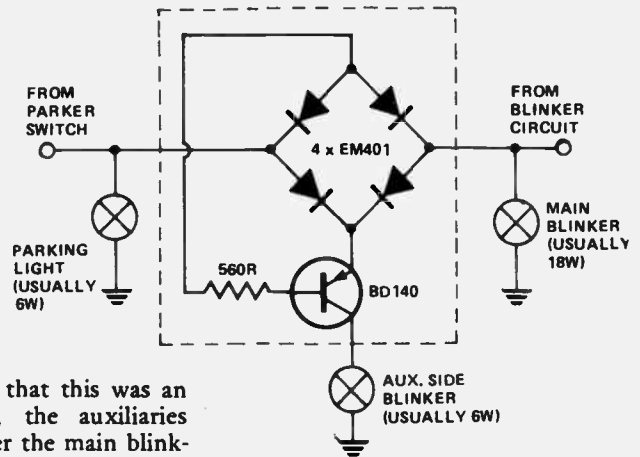 FROM
PARKER
SWITCH
FROM
BLINKER
CIRCUIT
4 x EM401
PARKING
LIGHT
(USUALLY
6W)
MAIN
BLINKER
(USUALLY
18W)
560R
BD140
AUX. SIDE
BLINKER
(USUALLY 6W)
that this was an
the auxiliaries
er the main blink-